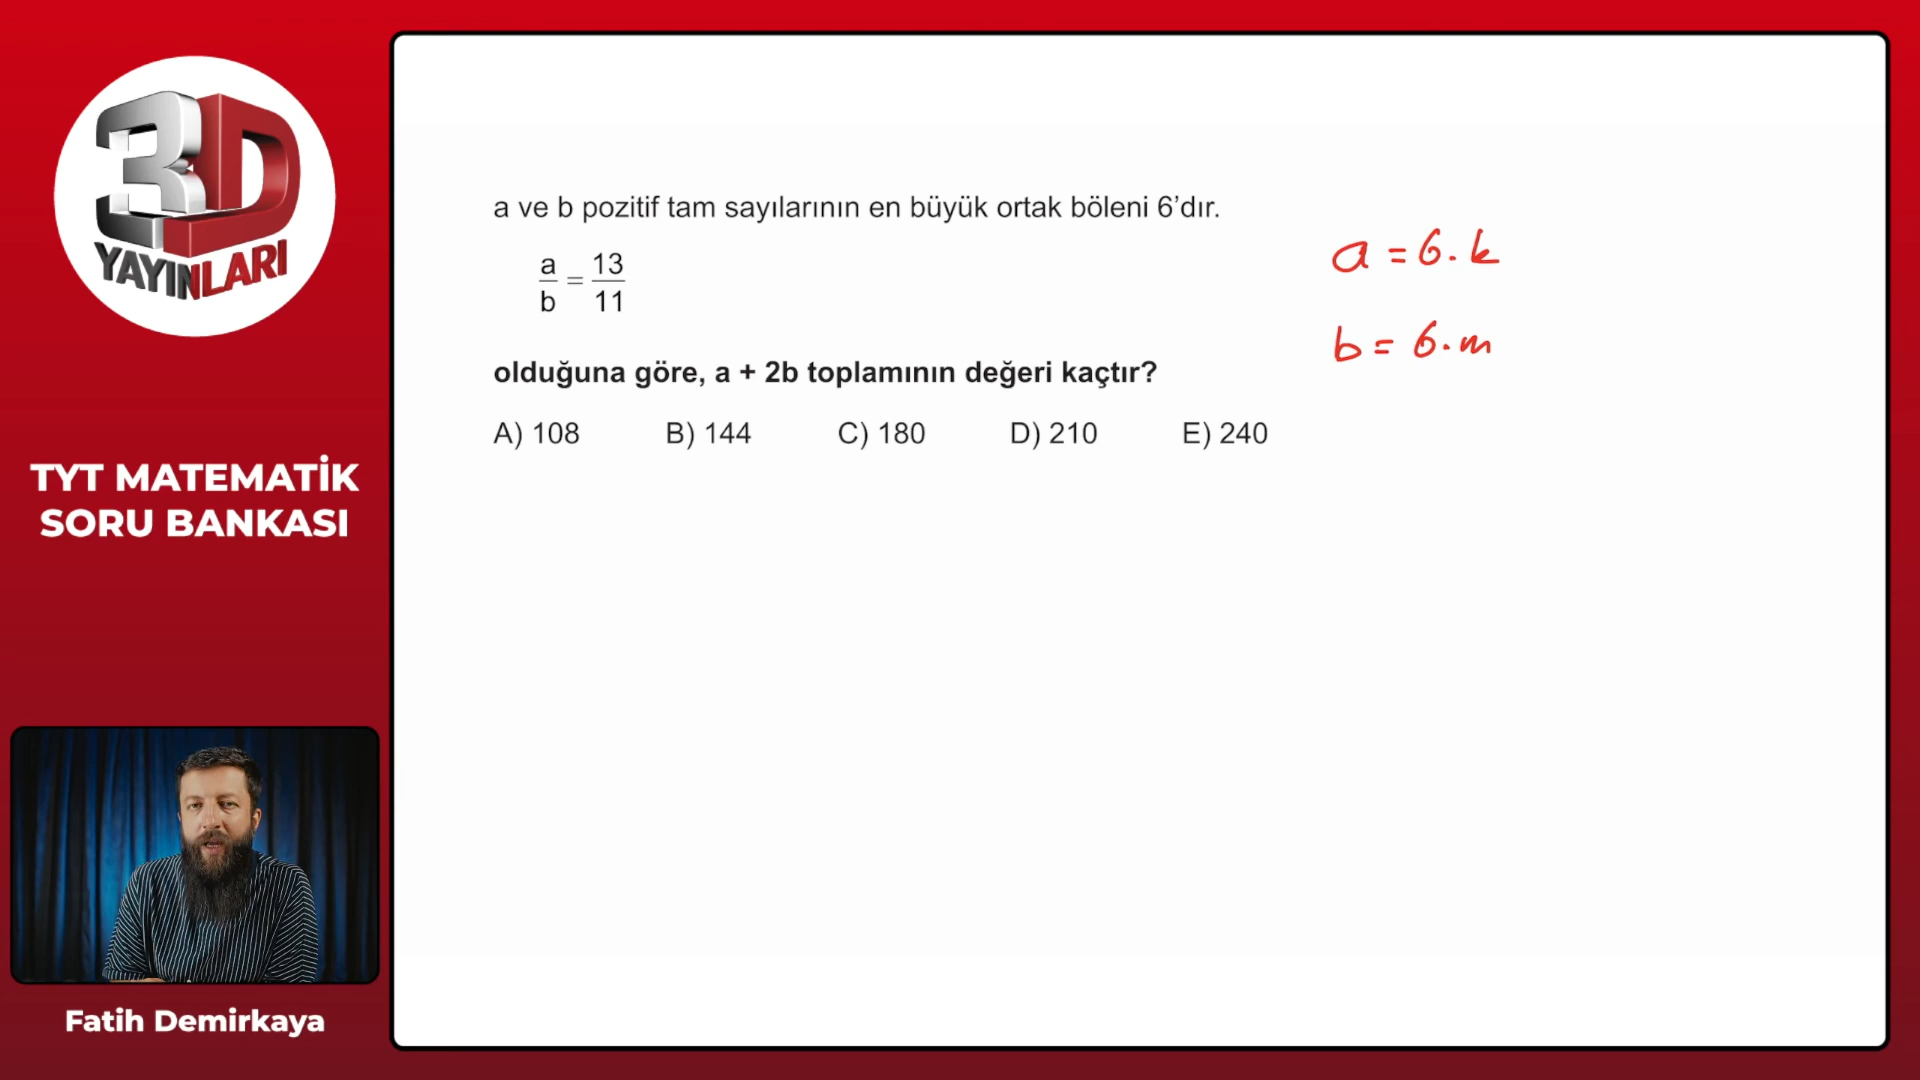 3D
YAYINLARI
TYT MATEMATİK
SORU BANKASI
Fatih Demirkaya
a ve b pozitif tam sayılarının en büyük ortak böleni 6’dır.
a/b = 13/11
olduğuna göre, a + 2b toplamının değeri kaçtır?
A) 108 B) 144 C) 180 D) 210 E) 240
a = 6.k
b = 6.m